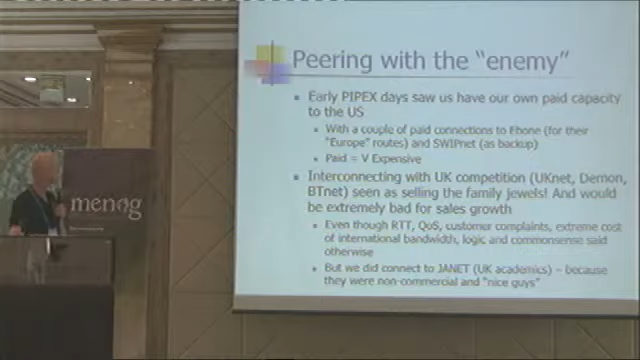 Peering with the "enemy"
Early PIPEX days saw us have our own paid capacity
to the US
With a couple of paid connections to Ebone (for their
"Europe" routes) and SWIPnet (as backup)
Paid = V Expensive
Interconnecting with UK competition (UKnet, Demon,
BTnet) seen as selling the family jewels! And would
be extremely bad for sales growth
Even though RTT, QoS, customer complaints, extreme cost
of international bandwidth, logic and commonsense said
otherwise
But we did connect to JANET (UK academics) – because
they were non-commercial and "nice guys"
menog